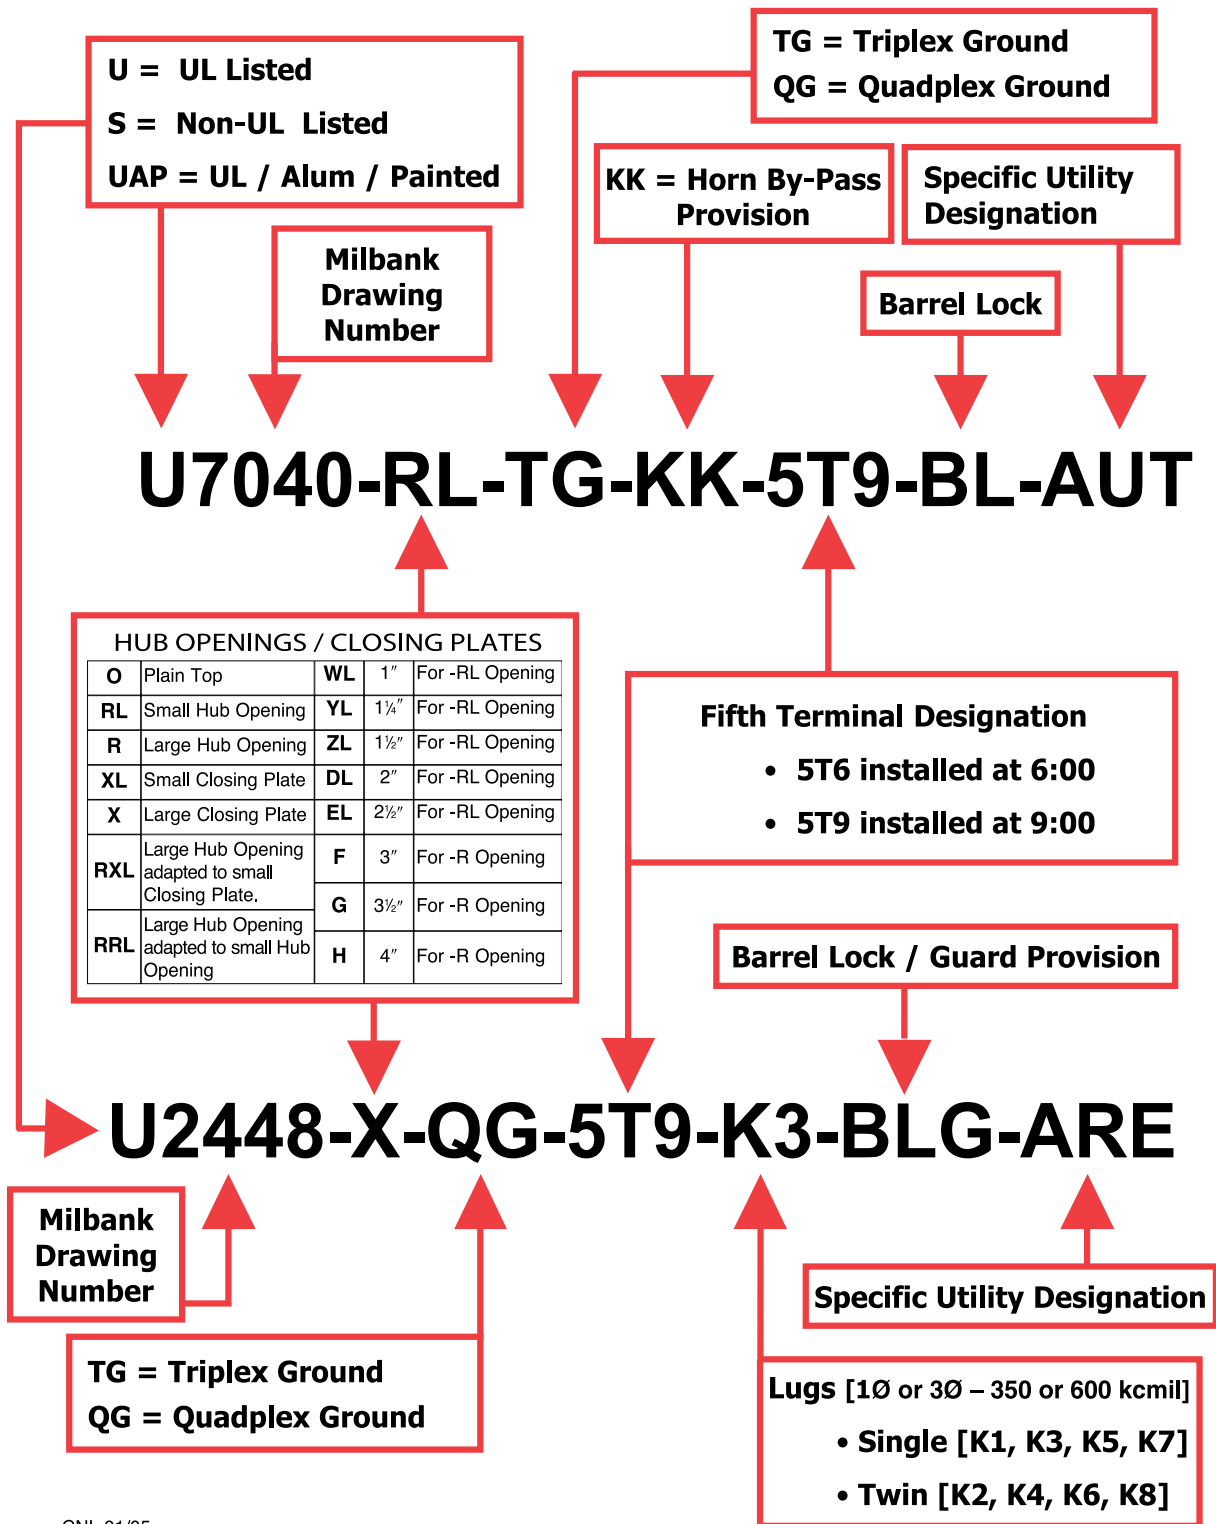 U = UL Listed
S = Non-UL Listed
UAP = UL / Alum / Painted
TG = Triplex Ground
QG = Quadplex Ground
KK = Horn By-Pass
Provision
Specific Utility
Designation
Milbank
Drawing
Number
Barrel Lock
U7040-RL-TG-KK-5T9-BL-AUT
HUB OPENINGS / CLOSING PLATES
O Plain Top WL 1″ For -RL Opening
RL Small Hub Opening YL 1¼″ For -RL Opening
R Large Hub Opening ZL 1½″ For -RL Opening
XL Small Closing Plate DL 2″ For -RL Opening
X Large Closing Plate EL 2½″ For -RL Opening
RXL Large Hub Opening
adapted to small
Closing Plate.
F 3″ For -R Opening
G 3½″ For -R Opening
RRL Large Hub Opening
adapted to small Hub
Opening
H 4″ For -R Opening
Fifth Terminal Designation
• 5T6 installed at 6:00
• 5T9 installed at 9:00
Barrel Lock / Guard Provision
U2448-X-QG-5T9-K3-BLG-ARE
Milbank
Drawing
Number
Specific Utility Designation
TG = Triplex Ground
QG = Quadplex Ground
Lugs [1Ø or 3Ø – 350 or 600 kcmil]
• Single [K1, K3, K5, K7]
• Twin [K2, K4, K6, K8]